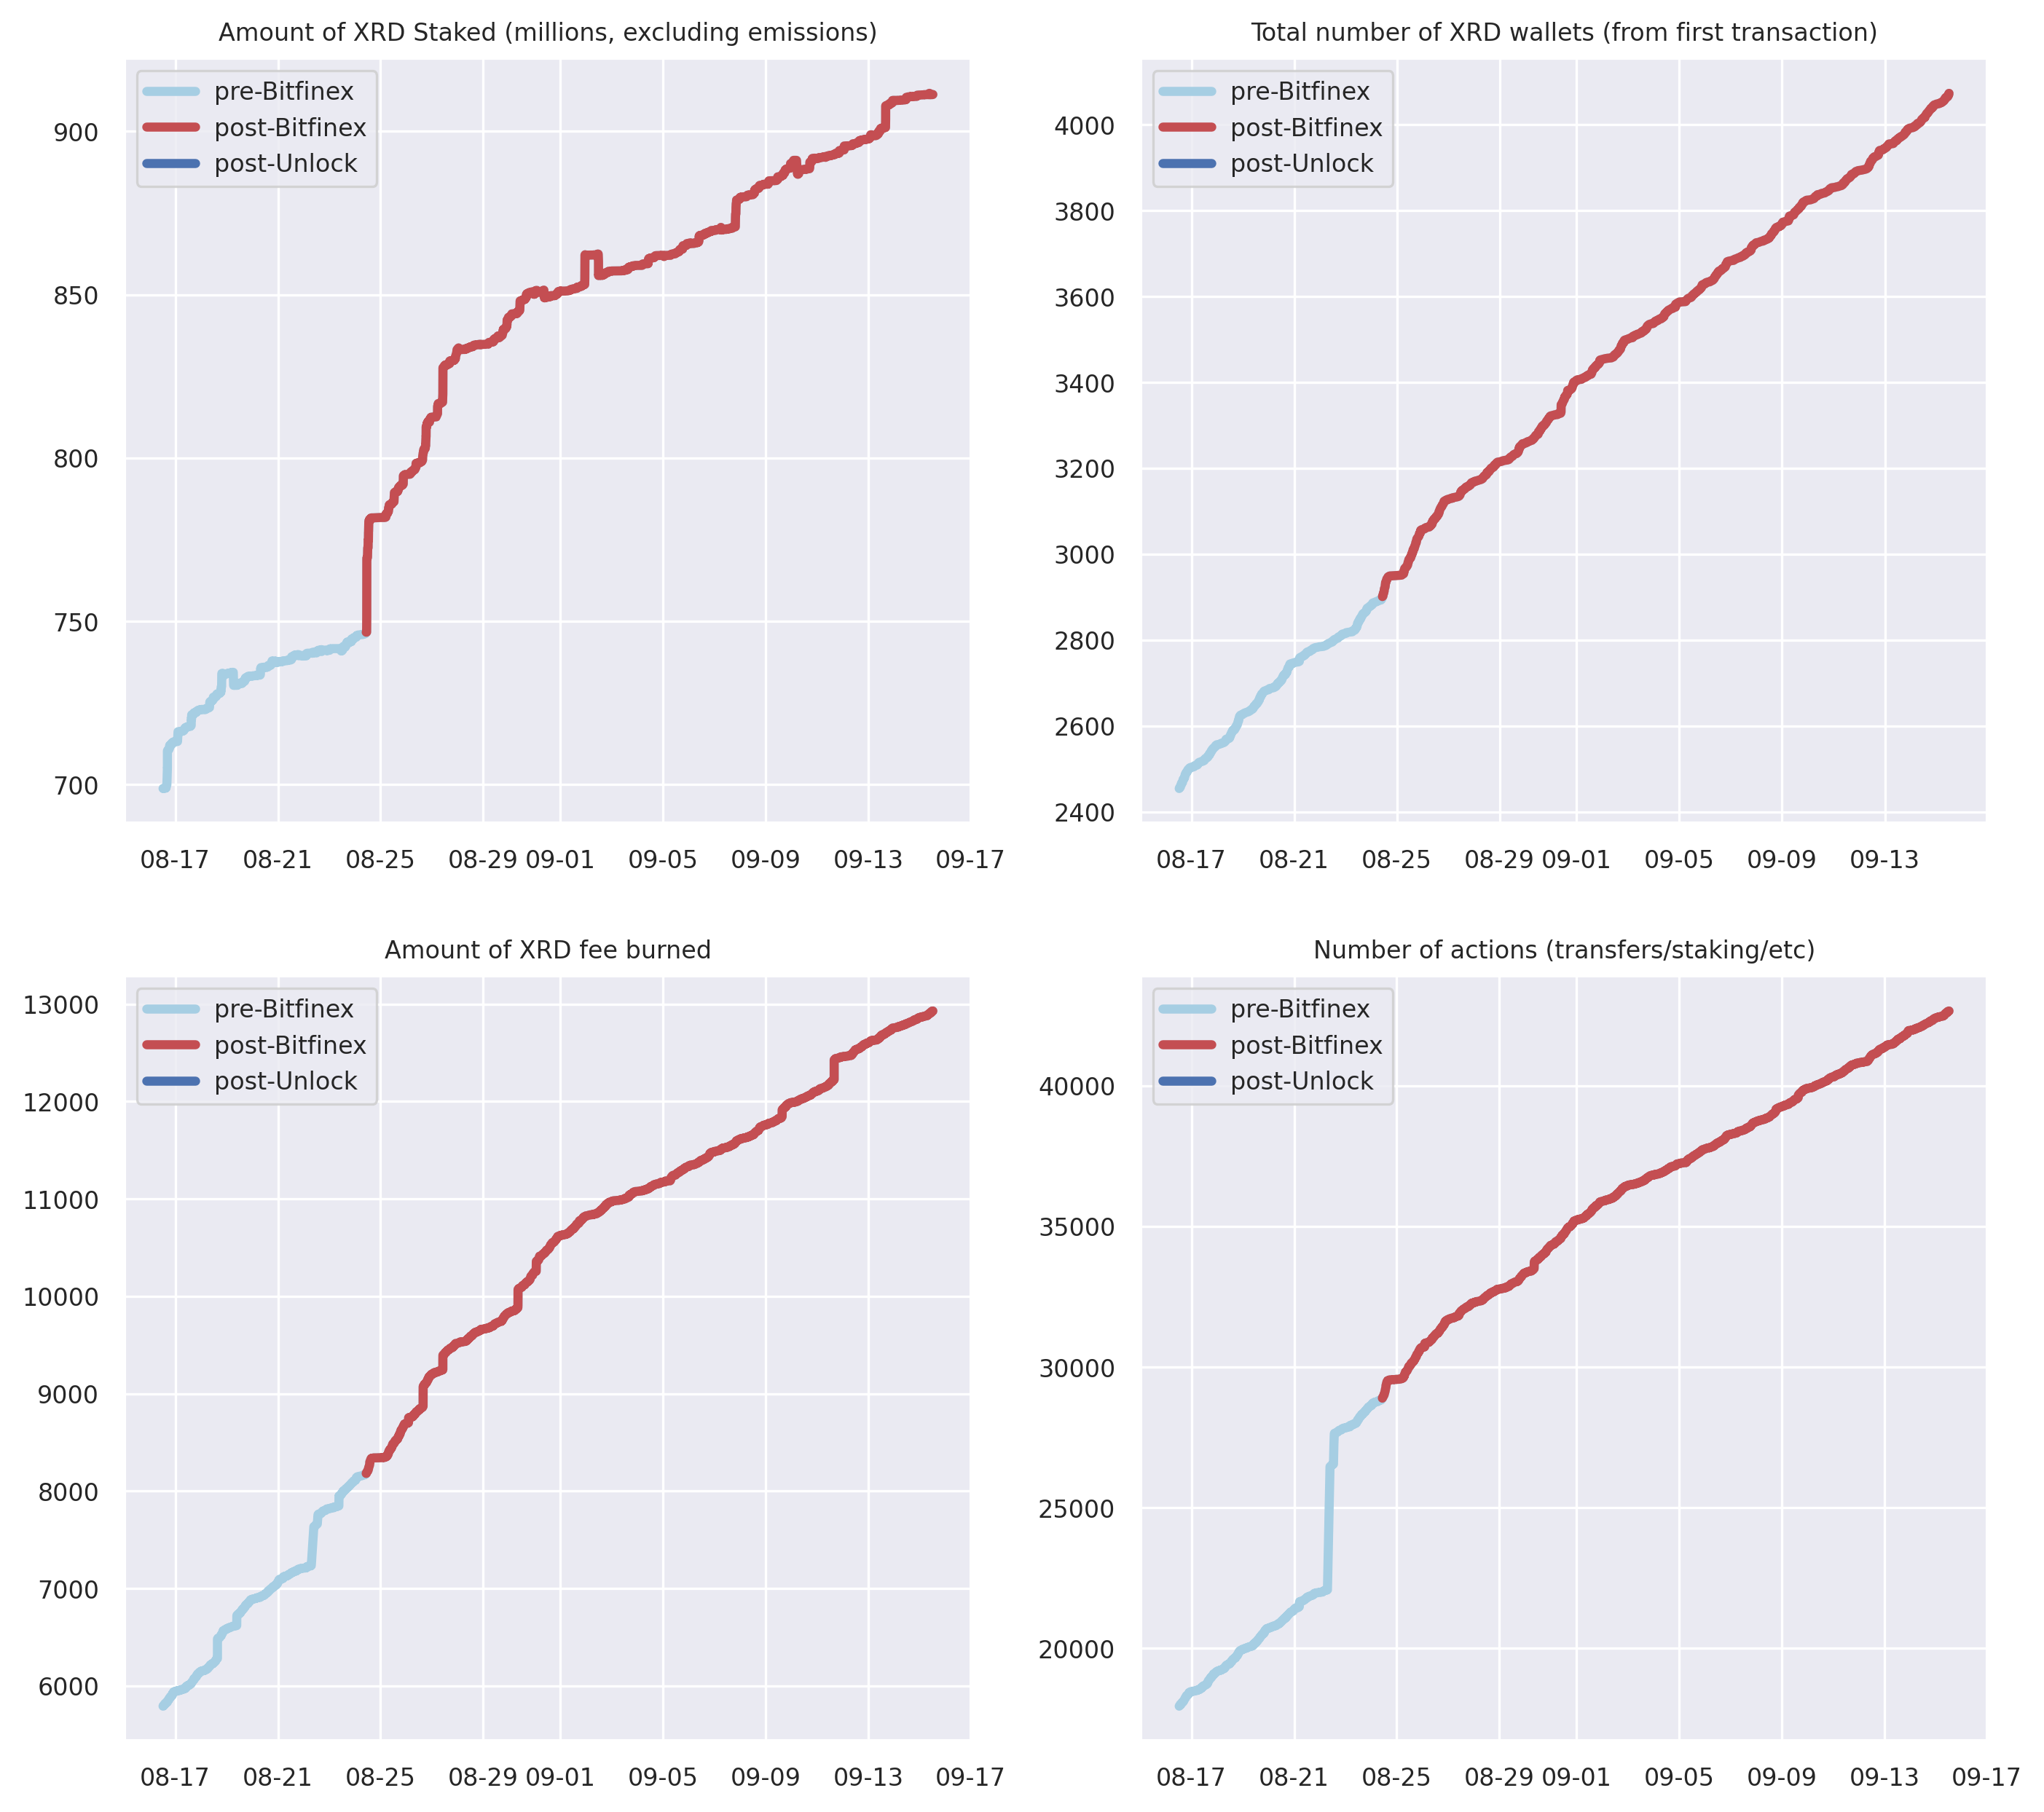 Amount of XRD Staked (millions, excluding emissions)
pre-Bitfinex
post-Bitfinex
post-Unlock
900
850
800
750
700
08-17 08-21 08-25 08-29 09-01 09-05 09-09 09-13 09-17
Total number of XRD wallets (from first transaction)
pre-Bitfinex
post-Bitfinex
post-Unlock
4000
3800
3600
3400
3200
3000
2800
2600
2400
08-17 08-21 08-25 08-29 09-01 09-05 09-09 09-13
Amount of XRD fee burned
pre-Bitfinex
post-Bitfinex
post-Unlock
13000
12000
11000
10000
9000
8000
7000
6000
08-17 08-21 08-25 08-29 09-01 09-05 09-09 09-13 09-17
Number of actions (transfers/staking/etc)
pre-Bitfinex
post-Bitfinex
post-Unlock
40000
35000
30000
25000
20000
08-17 08-21 08-25 08-29 09-01 09-05 09-09 09-13 09-17